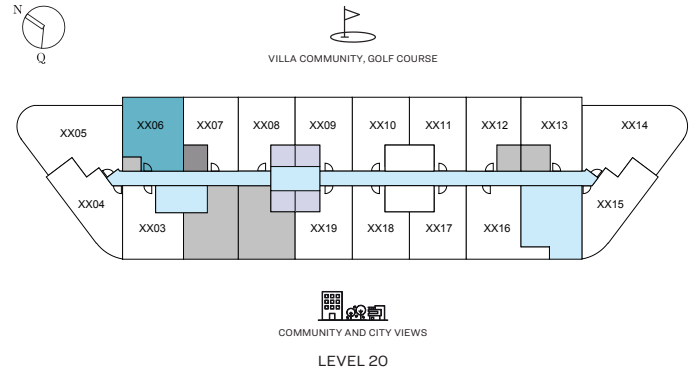 N
Q
VILLA COMMUNITY, GOLF COURSE
XX05
XX06
XX07
XX08
XX09
XX10
XX11
XX12
XX13
XX14
XX04
XX03
XX19
XX18
XX17
XX16
XX15
COMMUNITY AND CITY VIEWS
LEVEL 20